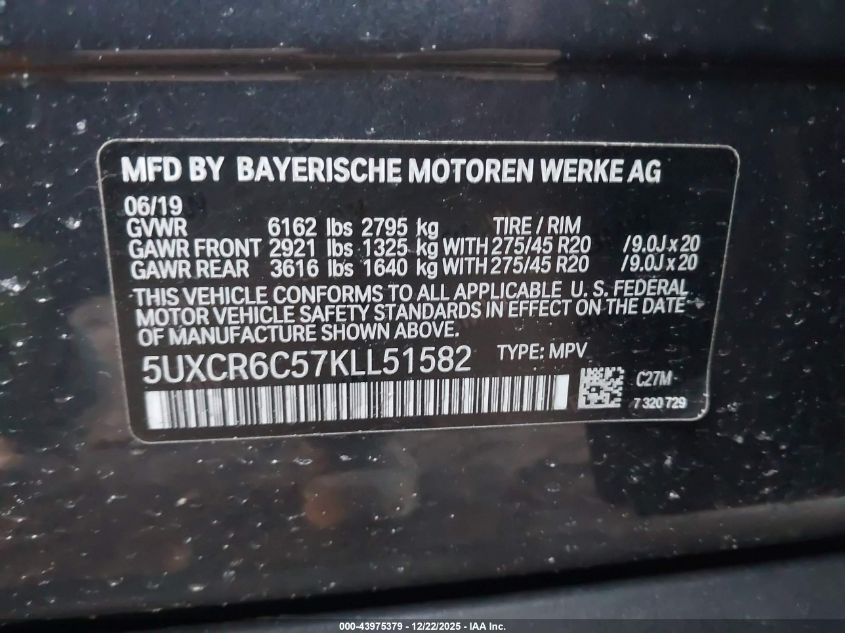 MFD BY BAYERISCHE MOTOREN WERKE AG
06/19
GVWR 6162 lbs 2795 kg TIRE / RIM
GAWR FRONT 2921 lbs 1325 kg WITH 275/45 R20 /9.0J x 20
GAWR REAR 3616 lbs 1640 kg WITH 275/45 R20 /9.0J x 20
THIS VEHICLE CONFORMS TO ALL APPLICABLE U.S. FEDERAL
MOTOR VEHICLE SAFETY STANDARDS IN EFFECT ON THE DATE
OF MANUFACTURE SHOWN ABOVE.
5UXCR6C57KLL51582 TYPE: MPV
C27M-
7 320 729
000-43975379 - 12/22/2025 - IAA Inc.